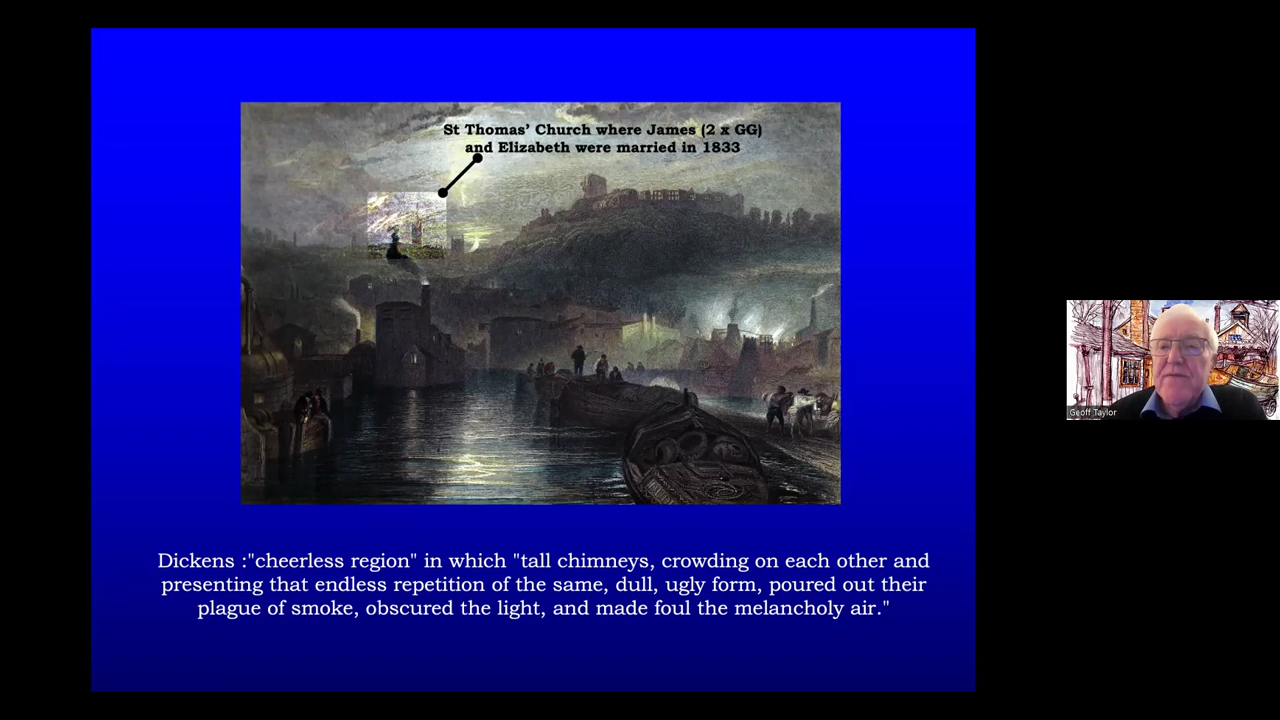 St Thomas’ Church where James (2 x GG)
and Elizabeth were married in 1833
Dickens :"cheerless region" in which "tall chimneys, crowding on each other and
presenting that endless repetition of the same, dull, ugly form, poured out their
plague of smoke, obscured the light, and made foul the melancholy air."
Geoff Taylor